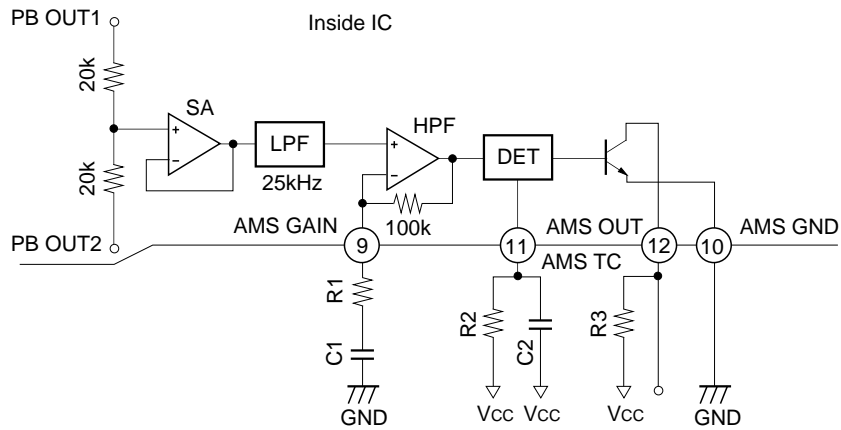 PB OUT1
Inside IC
20k
SA
HPF
+
−
LPF
25kHz
+
−
DET
20k
100k
PB OUT2
AMS GAIN
AMS OUT
AMS GND
9
11
12
10
AMS TC
R1
R2
C2
R3
C1
GND
VCC
VCC
VCC
GND